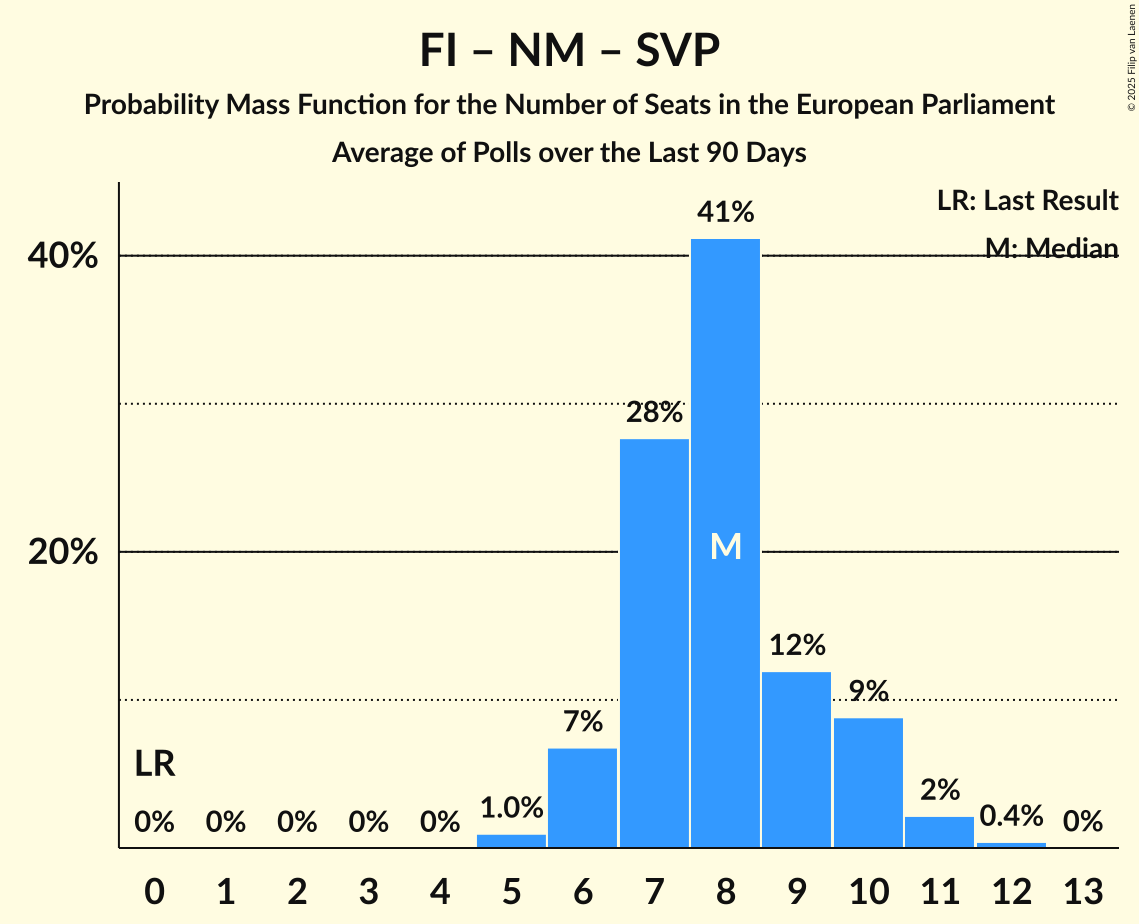 FI – NM – SVP
Probability Mass Function for the Number of Seats in the European Parliament
Average of Polls over the Last 90 Days
© 2025 Filip van Laenen
LR: Last Result
M: Median
40%
20%
41%
28%
M
12%
9%
7%
LR
2%
1.0%
0.4%
0% 0% 0% 0% 0% 0%
0 1 2 3 4 5 6 7 8 9 10 11 12 13